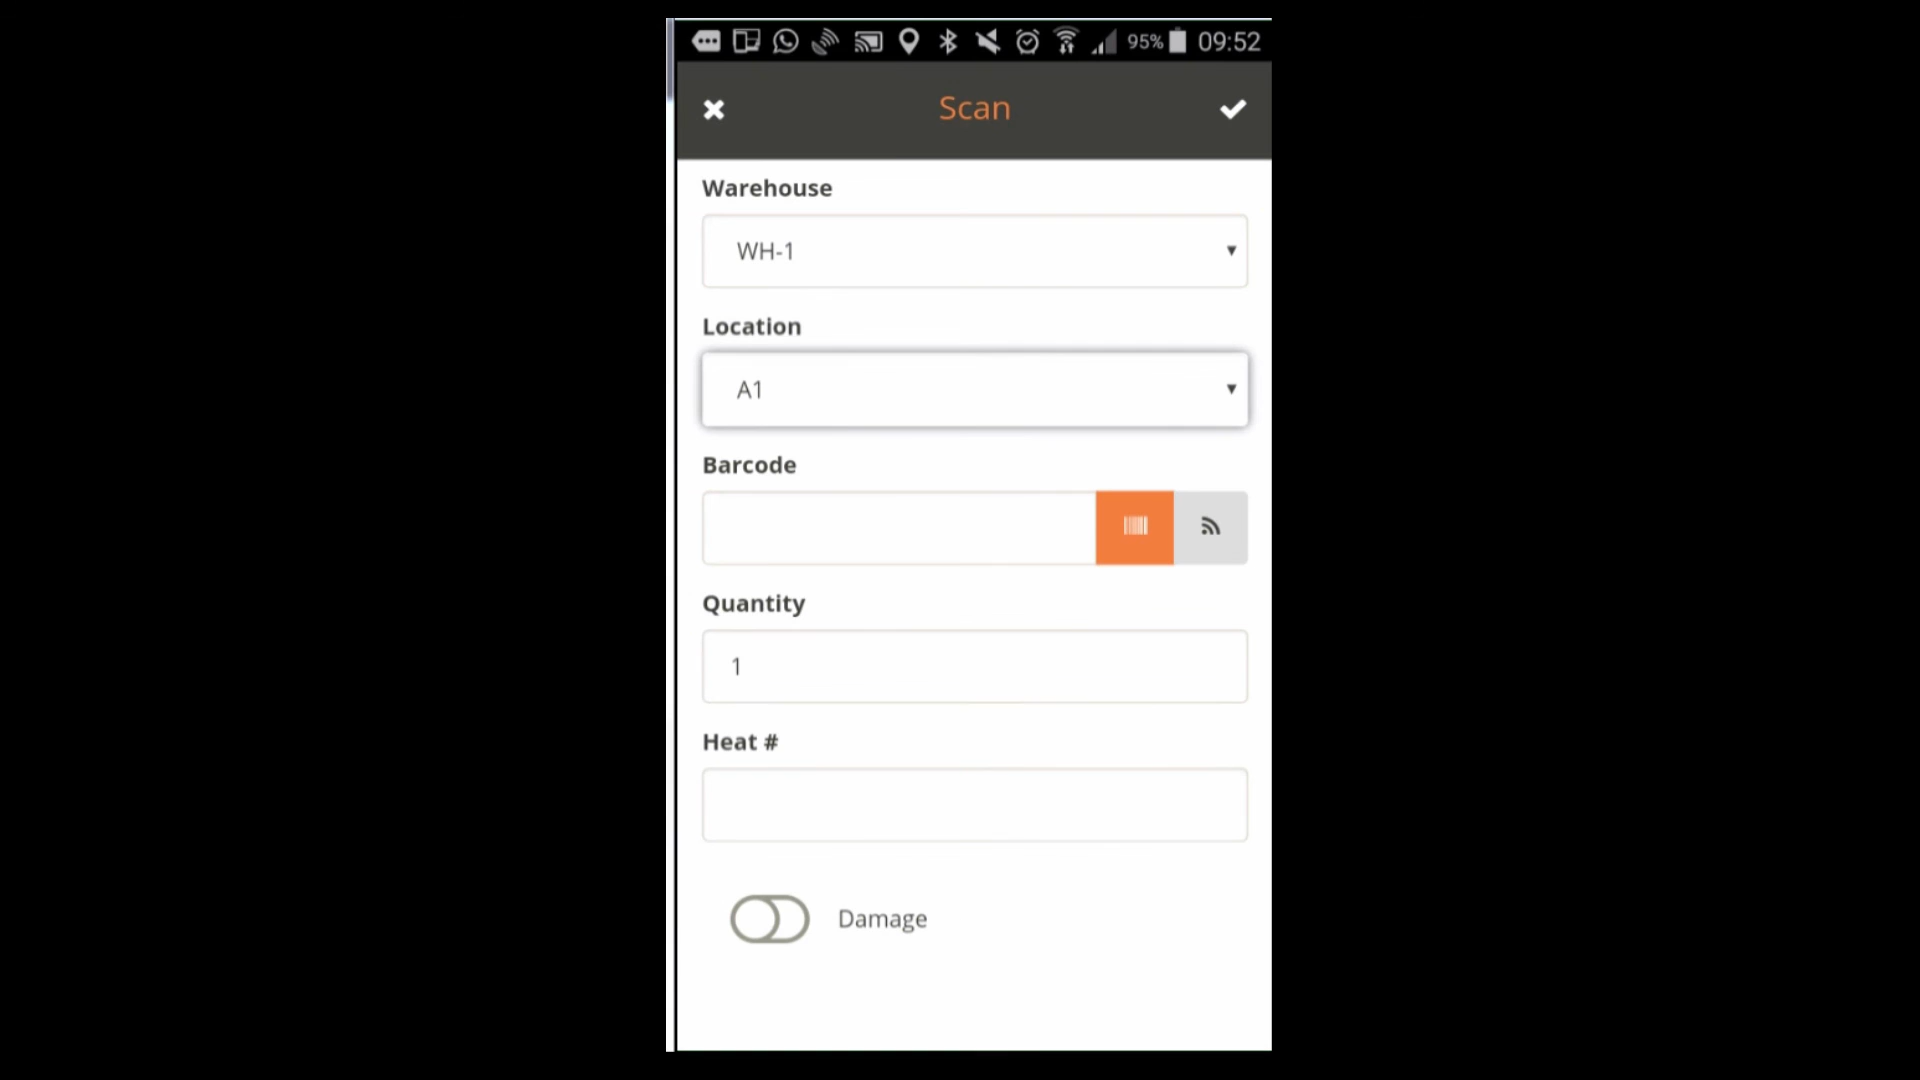 95% 09:52
Scan
Warehouse
WH-1
Location
A1
Barcode
Quantity
1
Heat #
Damage